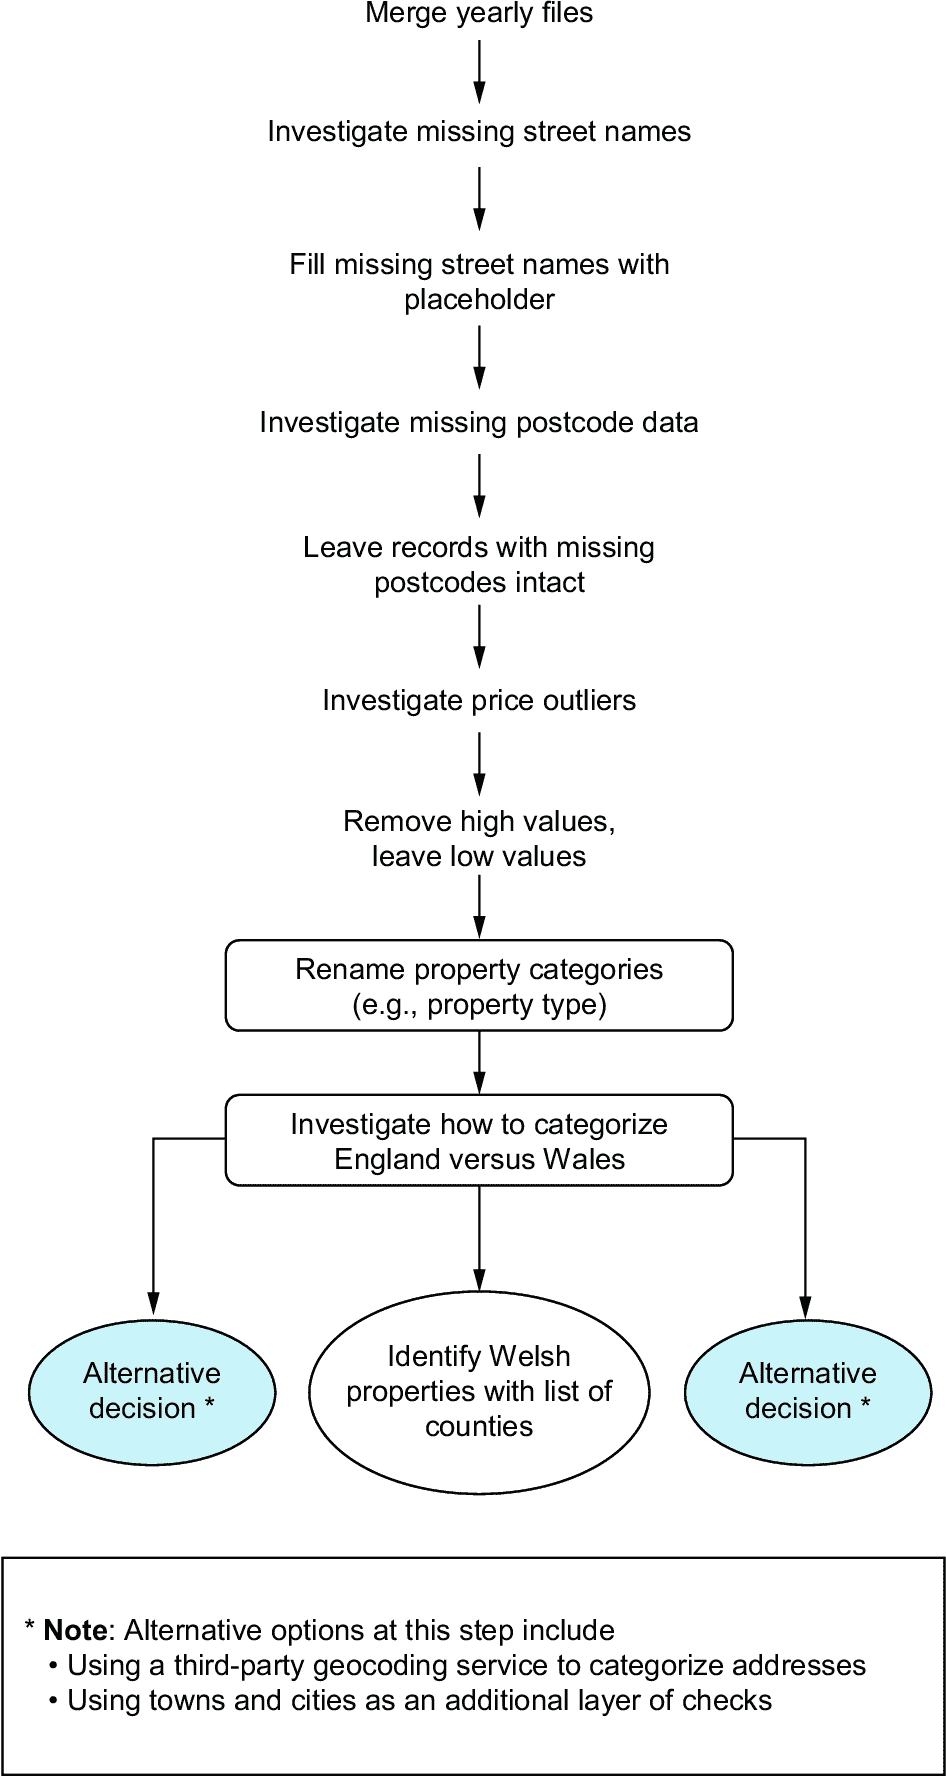 Merge yearly files
Investigate missing street names
Fill missing street names with
placeholder
Investigate missing postcode data
Leave records with missing
postcodes intact
Investigate price outliers
Remove high values,
leave low values
Rename property categories
(e.g., property type)
Investigate how to categorize
England versus Wales
Alternative
decision *
Identify Welsh
properties with list of
counties
Alternative
decision *
* Note: Alternative options at this step include
• Using a third-party geocoding service to categorize addresses
• Using towns and cities as an additional layer of checks